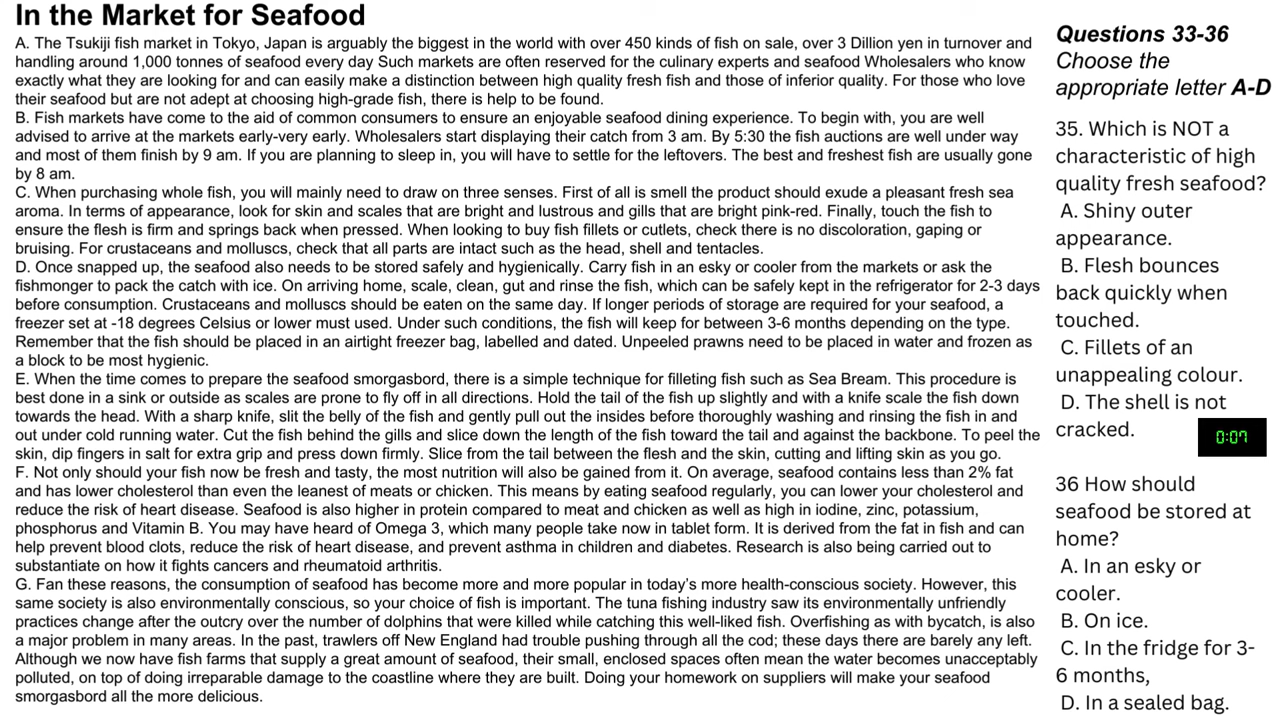 In the Market for Seafood
A. The Tsukiji fish market in Tokyo, Japan is arguably the biggest in the world with over 450 kinds of fish on sale, over 3 Dillion yen in turnover and
handling around 1,000 tonnes of seafood every day Such markets are often reserved for the culinary experts and seafood Wholesalers who know
exactly what they are looking for and can easily make a distinction between high quality fresh fish and those of inferior quality. For those who love
their seafood but are not adept at choosing high-grade fish, there is help to be found.
B. Fish markets have come to the aid of common consumers to ensure an enjoyable seafood dining experience. To begin with, you are well
advised to arrive at the markets early-very early. Wholesalers start displaying their catch from 3 am. By 5:30 the fish auctions are well under way
and most of them finish by 9 am. If you are planning to sleep in, you will have to settle for the leftovers. The best and freshest fish are usually gone
by 8 am.
C. When purchasing whole fish, you will mainly need to draw on three senses. First of all is smell the product should exude a pleasant fresh sea
aroma. In terms of appearance, look for skin and scales that are bright and lustrous and gills that are bright pink-red. Finally, touch the fish to
ensure the flesh is firm and springs back when pressed. When looking to buy fish fillets or cutlets, check there is no discoloration, gaping or
bruising. For crustaceans and molluscs, check that all parts are intact such as the head, shell and tentacles.
D. Once snapped up, the seafood also needs to be stored safely and hygienically. Carry fish in an esky or cooler from the markets or ask the
fishmonger to pack the catch with ice. On arriving home, scale, clean, gut and rinse the fish, which can be safely kept in the refrigerator for 2-3 days
before consumption. Crustaceans and molluscs should be eaten on the same day. If longer periods of storage are required for your seafood, a
freezer set at -18 degrees Celsius or lower must used. Under such conditions, the fish will keep for between 3-6 months depending on the type.
Remember that the fish should be placed in an airtight freezer bag, labelled and dated. Unpeeled prawns need to be placed in water and frozen as
a block to be most hygienic.
E. When the time comes to prepare the seafood smorgasbord, there is a simple technique for filleting fish such as Sea Bream. This procedure is
best done in a sink or outside as scales are prone to fly off in all directions. Hold the tail of the fish up slightly and with a knife scale the fish down
towards the head. With a sharp knife, slit the belly of the fish and gently pull out the insides before thoroughly washing and rinsing the fish in and
out under cold running water. Cut the fish behind the gills and slice down the length of the fish toward the tail and against the backbone. To peel the
skin, dip fingers in salt for extra grip and press down firmly. Slice from the tail between the flesh and the skin, cutting and lifting skin as you go.
F. Not only should your fish now be fresh and tasty, the most nutrition will also be gained from it. On average, seafood contains less than 2% fat
and has lower cholesterol than even the leanest of meats or chicken. This means by eating seafood regularly, you can lower your cholesterol and
reduce the risk of heart disease. Seafood is also higher in protein compared to meat and chicken as well as high in iodine, zinc, potassium,
phosphorus and Vitamin B. You may have heard of Omega 3, which many people take now in tablet form. It is derived from the fat in fish and can
help prevent blood clots, reduce the risk of heart disease, and prevent asthma in children and diabetes. Research is also being carried out to
substantiate on how it fights cancers and rheumatoid arthritis.
G. Fan these reasons, the consumption of seafood has become more and more popular in today's more health-conscious society. However, this
same society is also environmentally conscious, so your choice of fish is important. The tuna fishing industry saw its environmentally unfriendly
practices change after the outcry over the number of dolphins that were killed while catching this well-liked fish. Overfishing as with bycatch, is also
a major problem in many areas. In the past, trawlers off New England had trouble pushing through all the cod; these days there are barely any left.
Although we now have fish farms that supply a great amount of seafood, their small, enclosed spaces often mean the water becomes unacceptably
polluted, on top of doing irreparable damage to the coastline where they are built. Doing your homework on suppliers will make your seafood
smorgasbord all the more delicious.
Questions 33-36
Choose the
appropriate letter A-D
35. Which is NOT a
characteristic of high
quality fresh seafood?
A. Shiny outer
appearance.
B. Flesh bounces
back quickly when
touched.
C. Fillets of an
unappealing colour.
D. The shell is not
cracked.
0:07
36 How should
seafood be stored at
home?
A. In an esky or
cooler.
B. On ice.
C. In the fridge for 3-
6 months,
D. In a sealed bag.